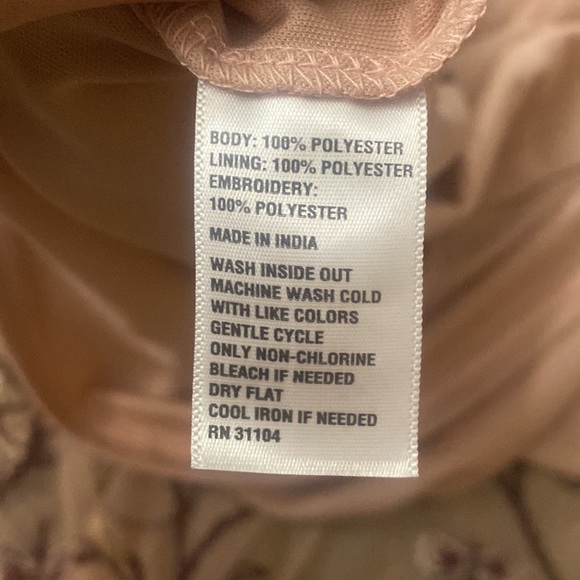 BODY: 100% POLYESTER
LINING: 100% POLYESTER
EMBROIDERY:
100% POLYESTER
MADE IN INDIA
WASH INSIDE OUT
MACHINE WASH COLD
WITH LIKE COLORS
GENTLE CYCLE
ONLY NON-CHLORINE
BLEACH IF NEEDED
DRY FLAT
COOL IRON IF NEEDED
RN 31104